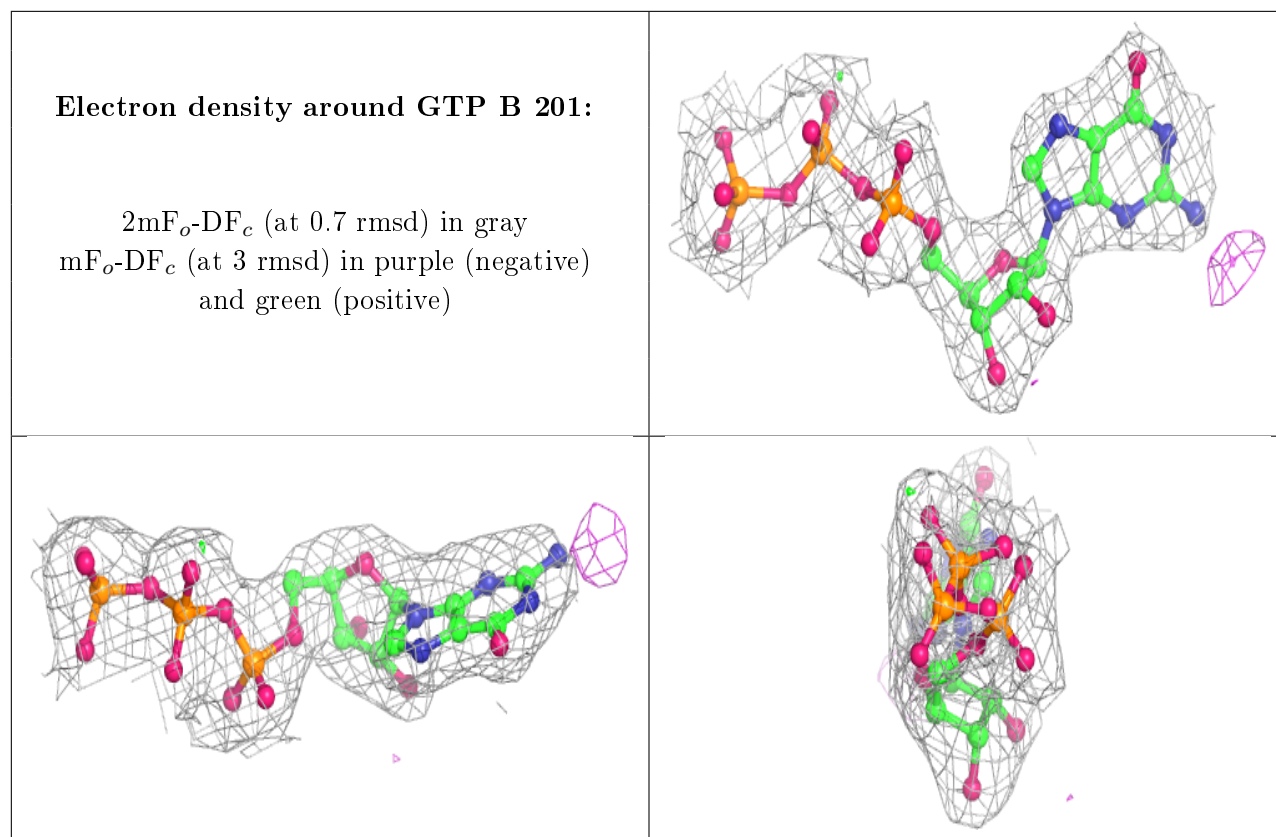 Electron density around GTP B 201:
2mFₒ-DF𝒸 (at 0.7 rmsd) in gray
mFₒ-DF𝒸 (at 3 rmsd) in purple (negative)
and green (positive)